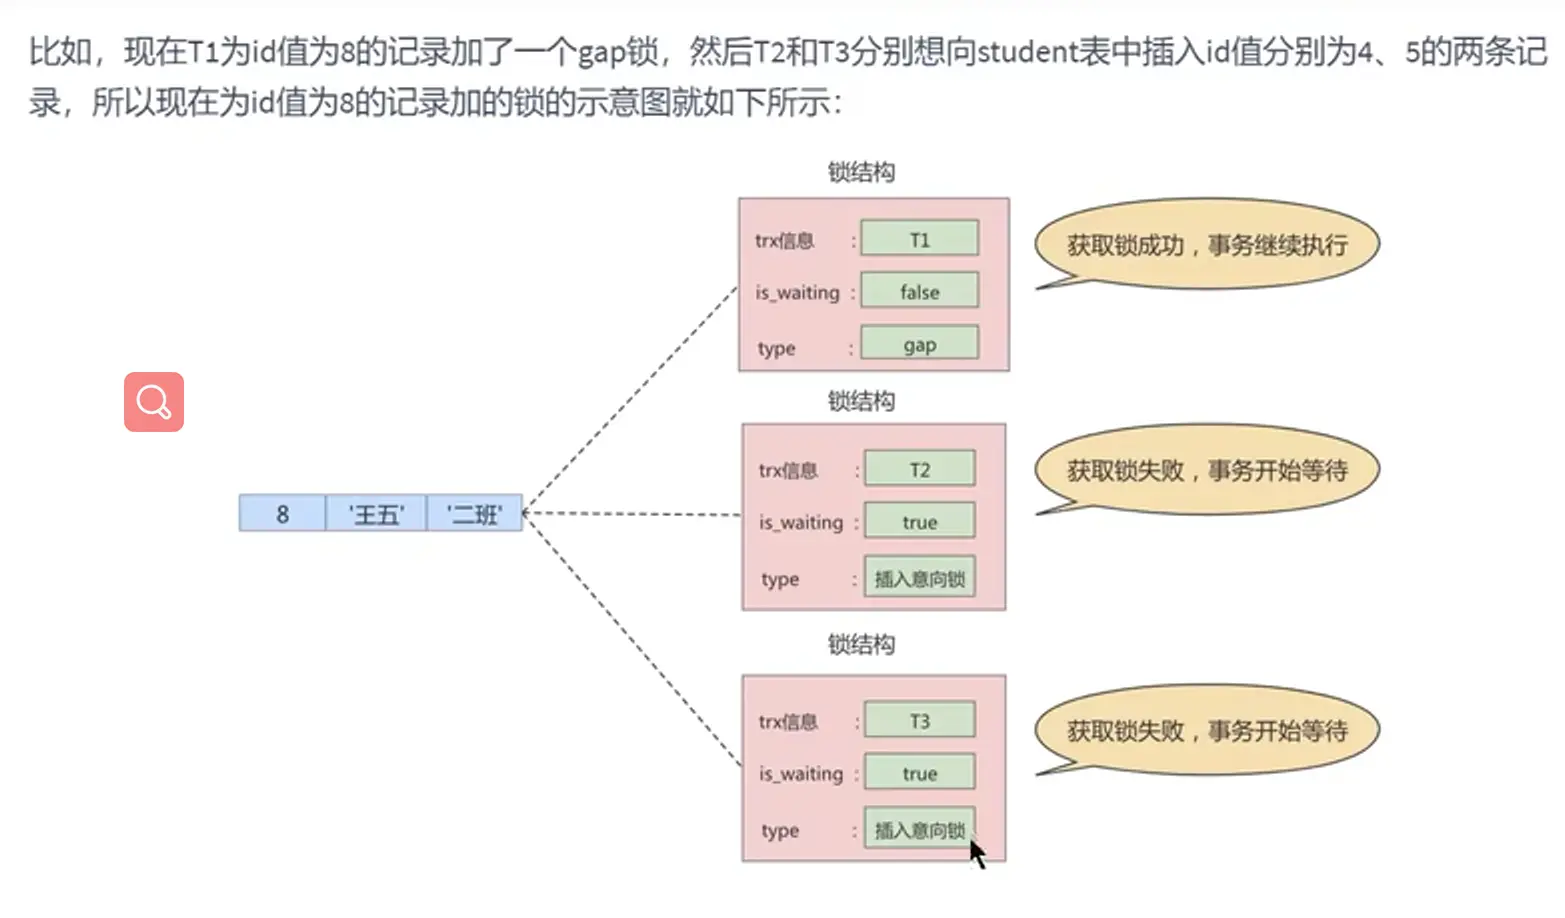 比如，现在T1为id值为8的记录加了一个gap锁，然后T2和T3分别想向student表中插入id值分别为4、5的两条记
录，所以现在为id值为8的记录加的锁的示意图就如下所示：
锁结构
trx信息 : T1
is_waiting : false
type : gap
获取锁成功，事务继续执行
锁结构
trx信息 : T2
is_waiting : true
type : 插入意向锁
获取锁失败，事务开始等待
8 '王五' '二班'
锁结构
trx信息 : T3
is_waiting : true
type : 插入意向锁
获取锁失败，事务开始等待